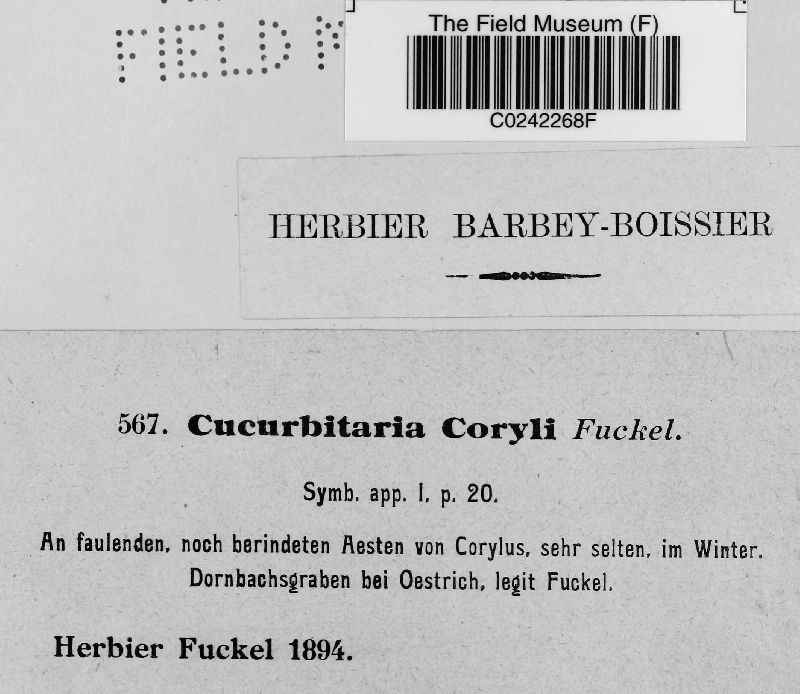 FIELD M
The Field Museum (F)
C0242268F
HERBIER BARBEY-BOISSIER
567. Cucurbitaria Coryli Fuckel.
Symb. app. I. p. 20.
An faulenden, noch berindeten Aesten von Corylus, sehr selten, im Winter.
Dornbachsgraben bei Oestrich, legit Fuckel.
Herbier Fuckel 1894.